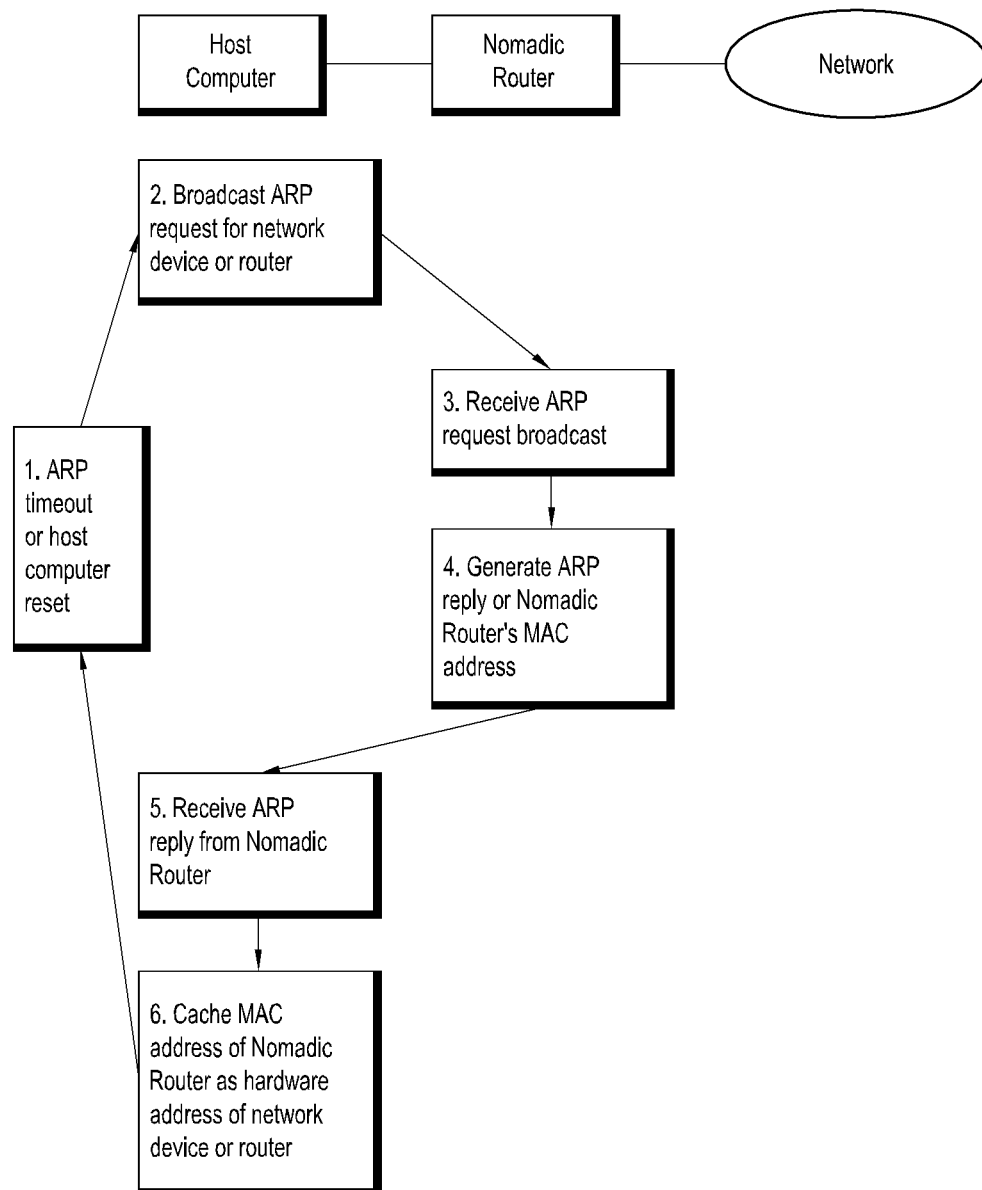 Host
Computer
Nomadic
Router
Network
2. Broadcast ARP
request for network
device or router
3. Receive ARP
request broadcast
1. ARP
timeout
or host
computer
reset
4. Generate ARP
reply or Nomadic
Router's MAC
address
5. Receive ARP
reply from Nomadic
Router
6. Cache MAC
address of Nomadic
Router as hardware
address of network
device or router